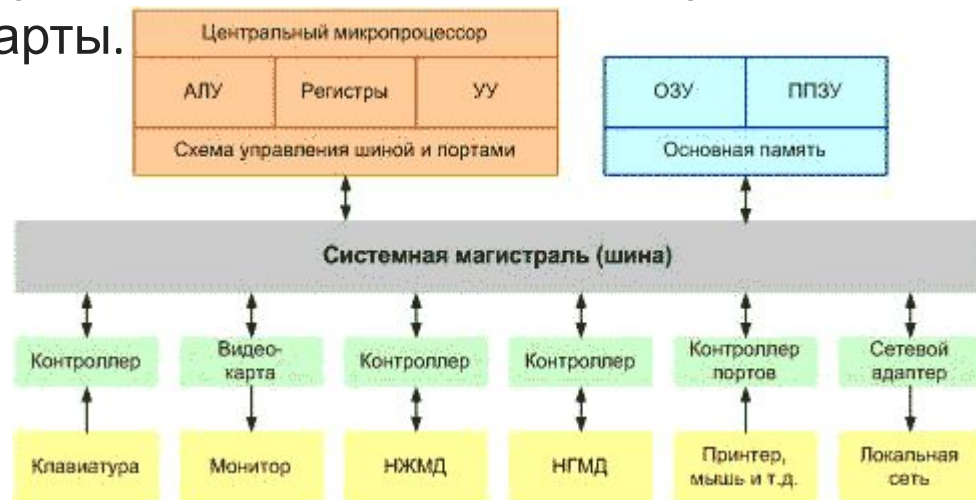 арты.
Центральный микропроцессор
АЛУ Регистры УУ
Схема управления шиной и портами
ОЗУ ППЗУ
Основная память
Системная магистраль (шина)
Контроллер
Видео-
карта
Контроллер
Контроллер
Контроллер
портов
Сетевой
адаптер
Клавиатура
Монитор
НЖМД
НГМД
Принтер,
мышь и т.д.
Локальная
сеть